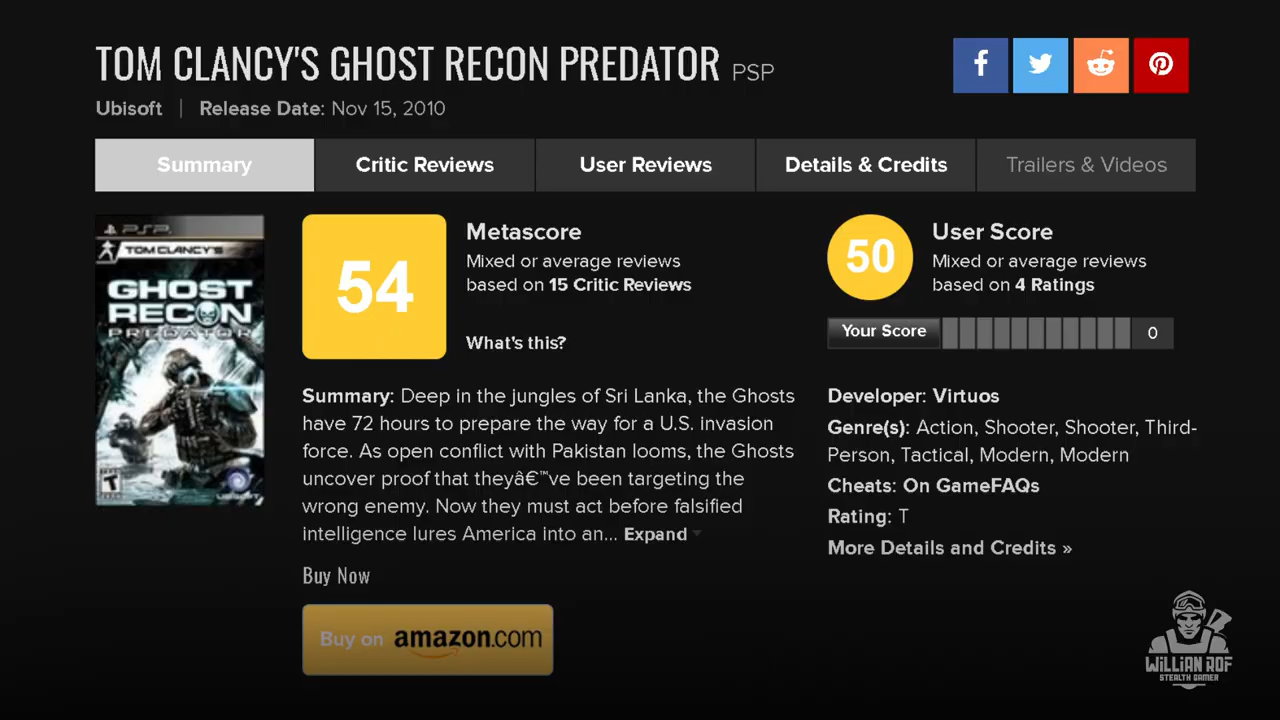 TOM CLANCY'S GHOST RECON PREDATOR PSP
Ubisoft | Release Date: Nov 15, 2010
Summary
Critic Reviews
User Reviews
Details & Credits
Trailers & Videos
PSP
TOM CLANCY'S
GHOST
RECON
PREDATOR
T
UBISOFT
54
Metascore
Mixed or average reviews
based on 15 Critic Reviews
What's this?
50
User Score
Mixed or average reviews
based on 4 Ratings
Your Score
0
Summary: Deep in the jungles of Sri Lanka, the Ghosts
have 72 hours to prepare the way for a U.S. invasion
force. As open conflict with Pakistan looms, the Ghosts
uncover proof that theyâ€™ve been targeting the
wrong enemy. Now they must act before falsified
intelligence lures America into an... Expand
Buy Now
Buy on amazon.com
Developer: Virtuos
Genre(s): Action, Shooter, Shooter, Third-
Person, Tactical, Modern, Modern
Cheats: On GameFAQs
Rating: T
More Details and Credits »
WiLLiAN ROF
STEALTH GAMER